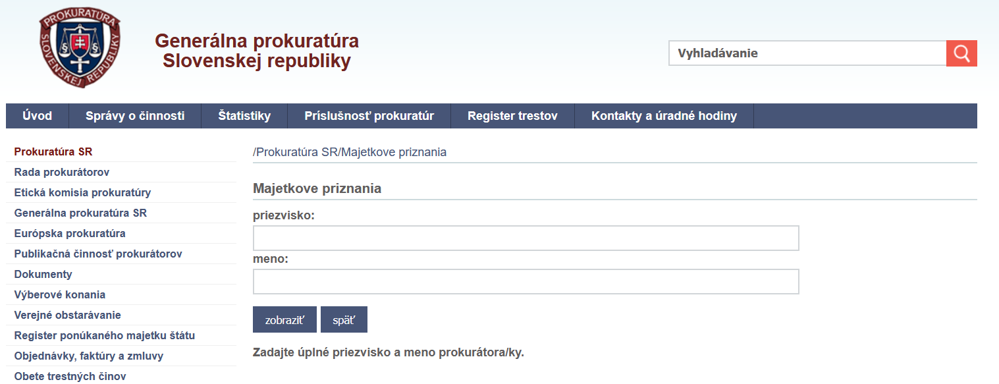 PROKURATÚRA
SLOVENSKEJ REPUBLIKY
§ §
Generálna prokuratúra
Slovenskej republiky
Vyhladávanie
Úvod Správy o činnosti Štatistiky Príslušnosť prokuratúr Register trestov Kontakty a úradné hodiny
Prokuratúra SR
Rada prokurátorov
Etická komisia prokuratúry
Generálna prokuratúra SR
Európska prokuratúra
Publikačná činnosť prokurátorov
Dokumenty
Výberové konania
Verejné obstarávanie
Register ponúkaného majetku štátu
Objednávky, faktúry a zmluvy
Obete trestných činov
/Prokuratúra SR/Majetkove priznania
Majetkove priznania
priezvisko:
meno:
zobraziť späť
Zadajte úplné priezvisko a meno prokurátora/ky.